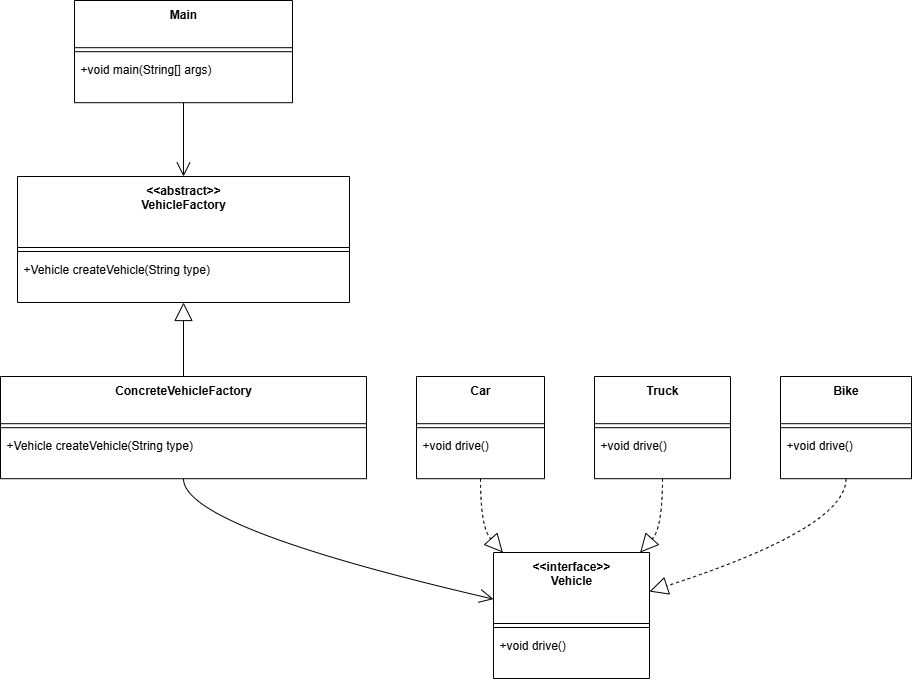 Main
+void main(String[] args)
<<abstract>>
VehicleFactory
+Vehicle createVehicle(String type)
ConcreteVehicleFactory
+Vehicle createVehicle(String type)
Car
+void drive()
Truck
+void drive()
Bike
+void drive()
<<interface>>
Vehicle
+void drive()